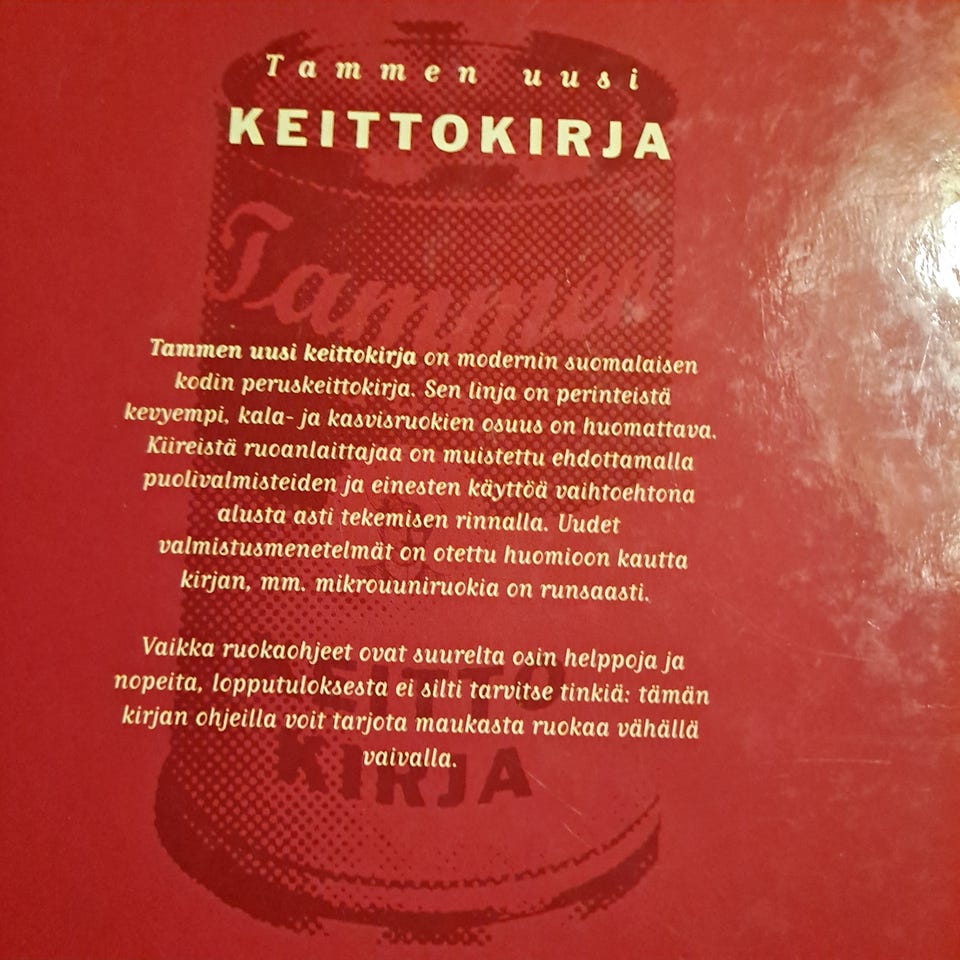 Tammen uusi
KEITTOKIRJA
Tammen
Tammen uusi keittokirja on modernin suomalaisen
kodin peruskeittokirja. Sen linja on perinteistä
kevyempi, kala- ja kasvisruokien osuus on huomattava.
Kiireistä ruoanlaittajaa on muistettu ehdottamalla
puolivalmisteiden ja einesten käyttöä vaihtoehtona
alusta asti tekemisen rinnalla. Uudet
valmistusmenetelmät on otettu huomioon kautta
kirjan, mm. mikrouuniruokia on runsaasti.
Vaikka ruokaohjeet ovat suurelta osin helppoja ja
nopeita, lopputuloksesta ei silti tarvitse tinkiä: tämän
kirjan ohjeilla voit tarjota maukasta ruokaa vähällä
vaivalla.
KEITTO
KIRJA